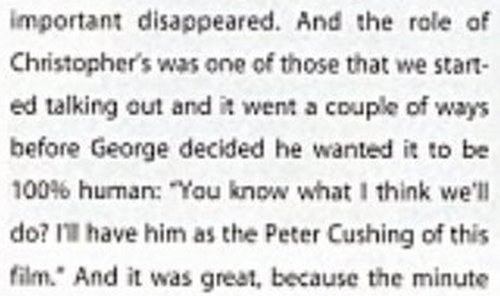 important disappeared. And the role of
Christopher's was one of those that we start-
ed talking out and it went a couple of ways
before George decided he wanted it to be
100% human: "You know what I think we'll
do? I'll have him as the Peter Cushing of this
film." And it was great, because the minute